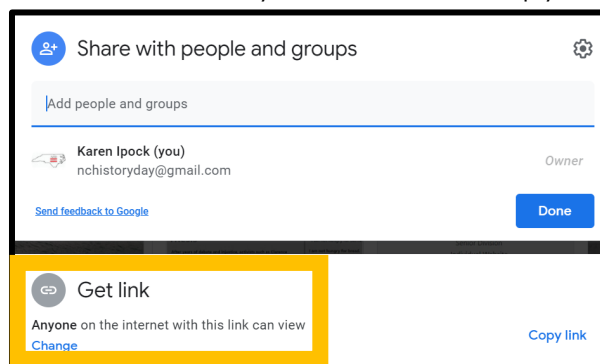 Share with people and groups
Add people and groups
Karen Ipock (you)
nchistoryday@gmail.com
Owner
Send feedback to Google
Done
Get link
Anyone on the internet with this link can view
Change
Copy link